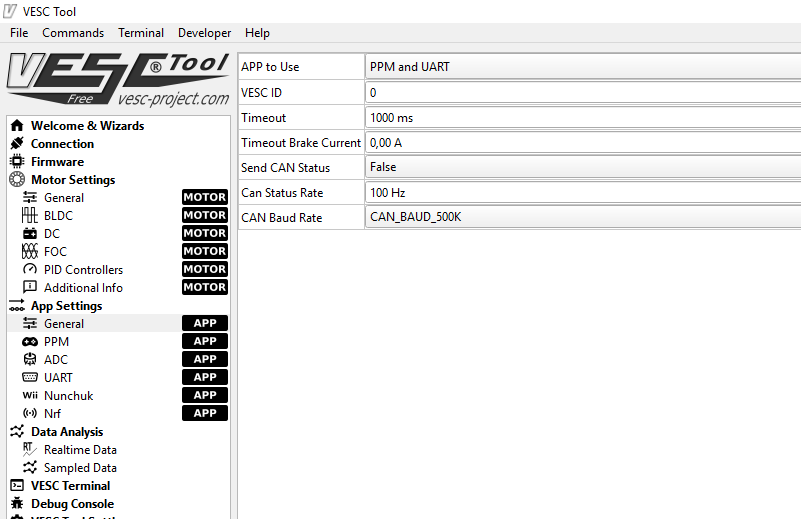 VESC Tool
File Commands Terminal Developer Help
VESC® Tool
Free vesc-project.com
Welcome & Wizards
Connection
Firmware
Motor Settings
General MOTOR
BLDC MOTOR
DC MOTOR
FOC MOTOR
PID Controllers MOTOR
Additional Info MOTOR
App Settings
General APP
PPM APP
ADC APP
UART APP
Wii Nunchuk APP
Nrf APP
Data Analysis
RT Realtime Data
Sampled Data
VESC Terminal
Debug Console
APP to Use PPM and UART
VESC ID 0
Timeout 1000 ms
Timeout Brake Current 0,00 A
Send CAN Status False
Can Status Rate 100 Hz
CAN Baud Rate CAN_BAUD_500K